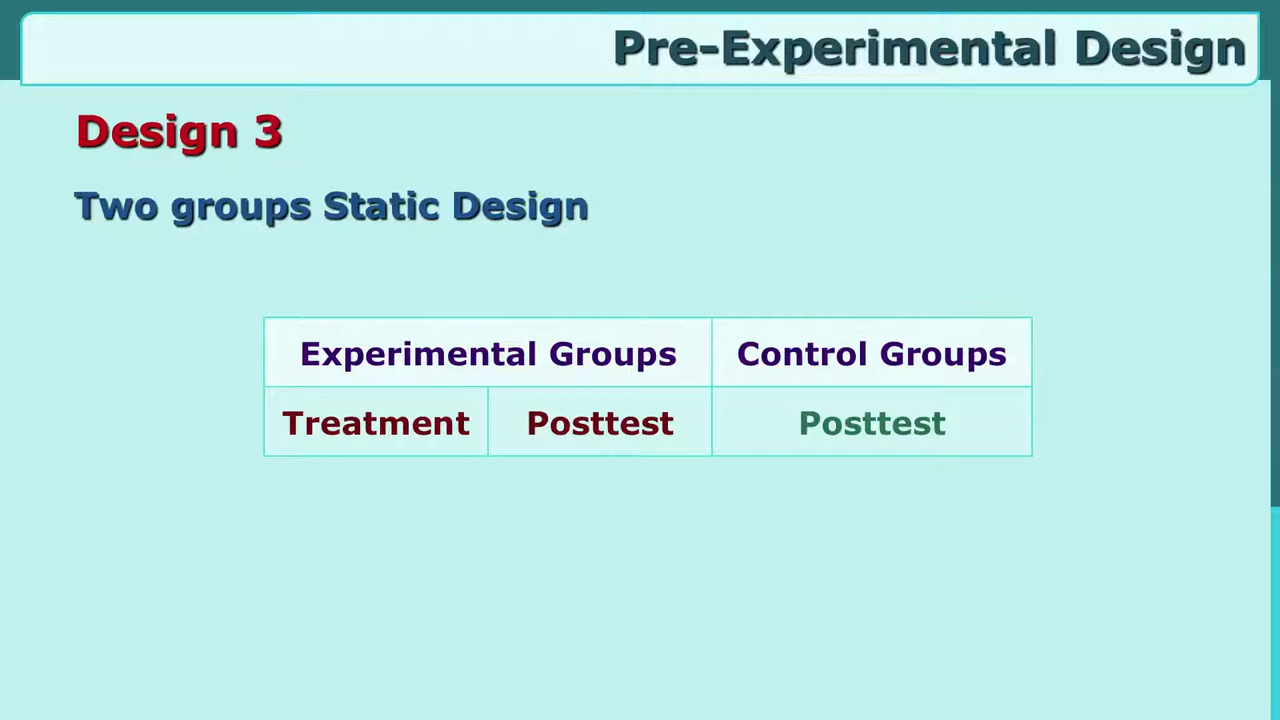 Pre-Experimental Design
Design 3
Two groups Static Design
Experimental Groups Control Groups
Treatment Posttest Posttest